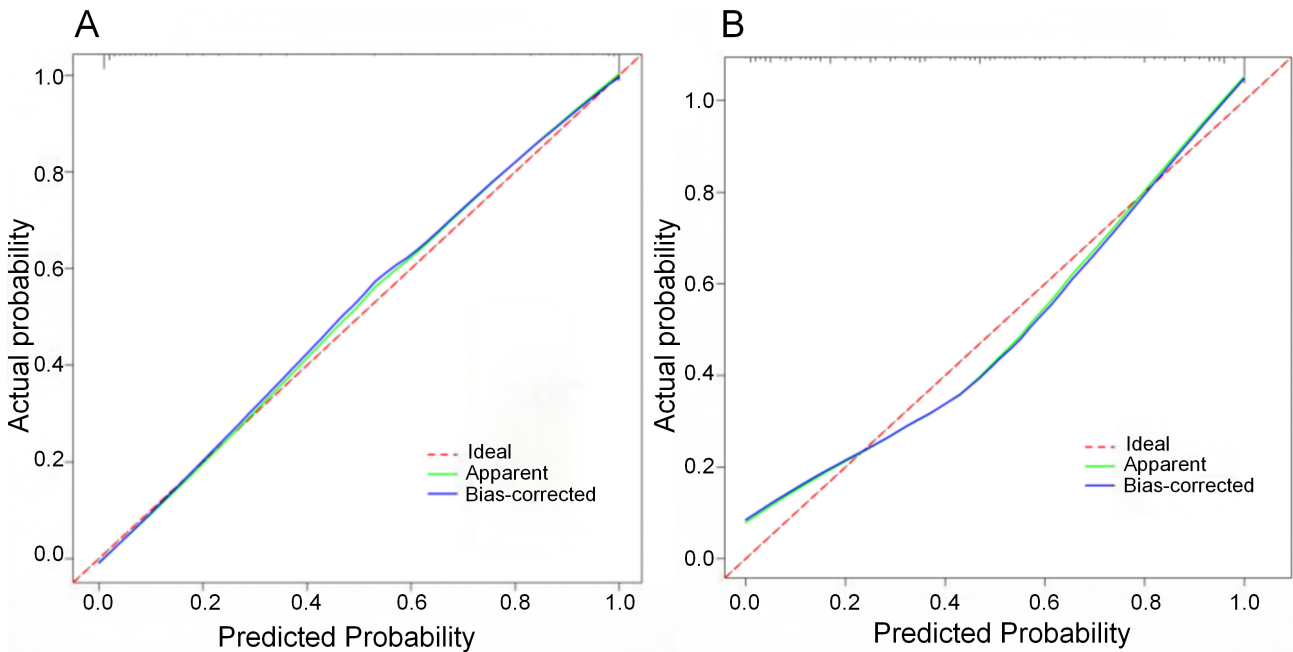 A
1.0
0.8
0.6
0.4
0.2
0.0
Actual probability
Ideal
Apparent
Bias-corrected
0.0 0.2 0.4 0.6 0.8 1.0
Predicted Probability
B
1.0
0.8
0.6
0.4
0.2
0.0
Actual probability
Ideal
Apparent
Bias-corrected
0.0 0.2 0.4 0.6 0.8 1.0
Predicted Probability